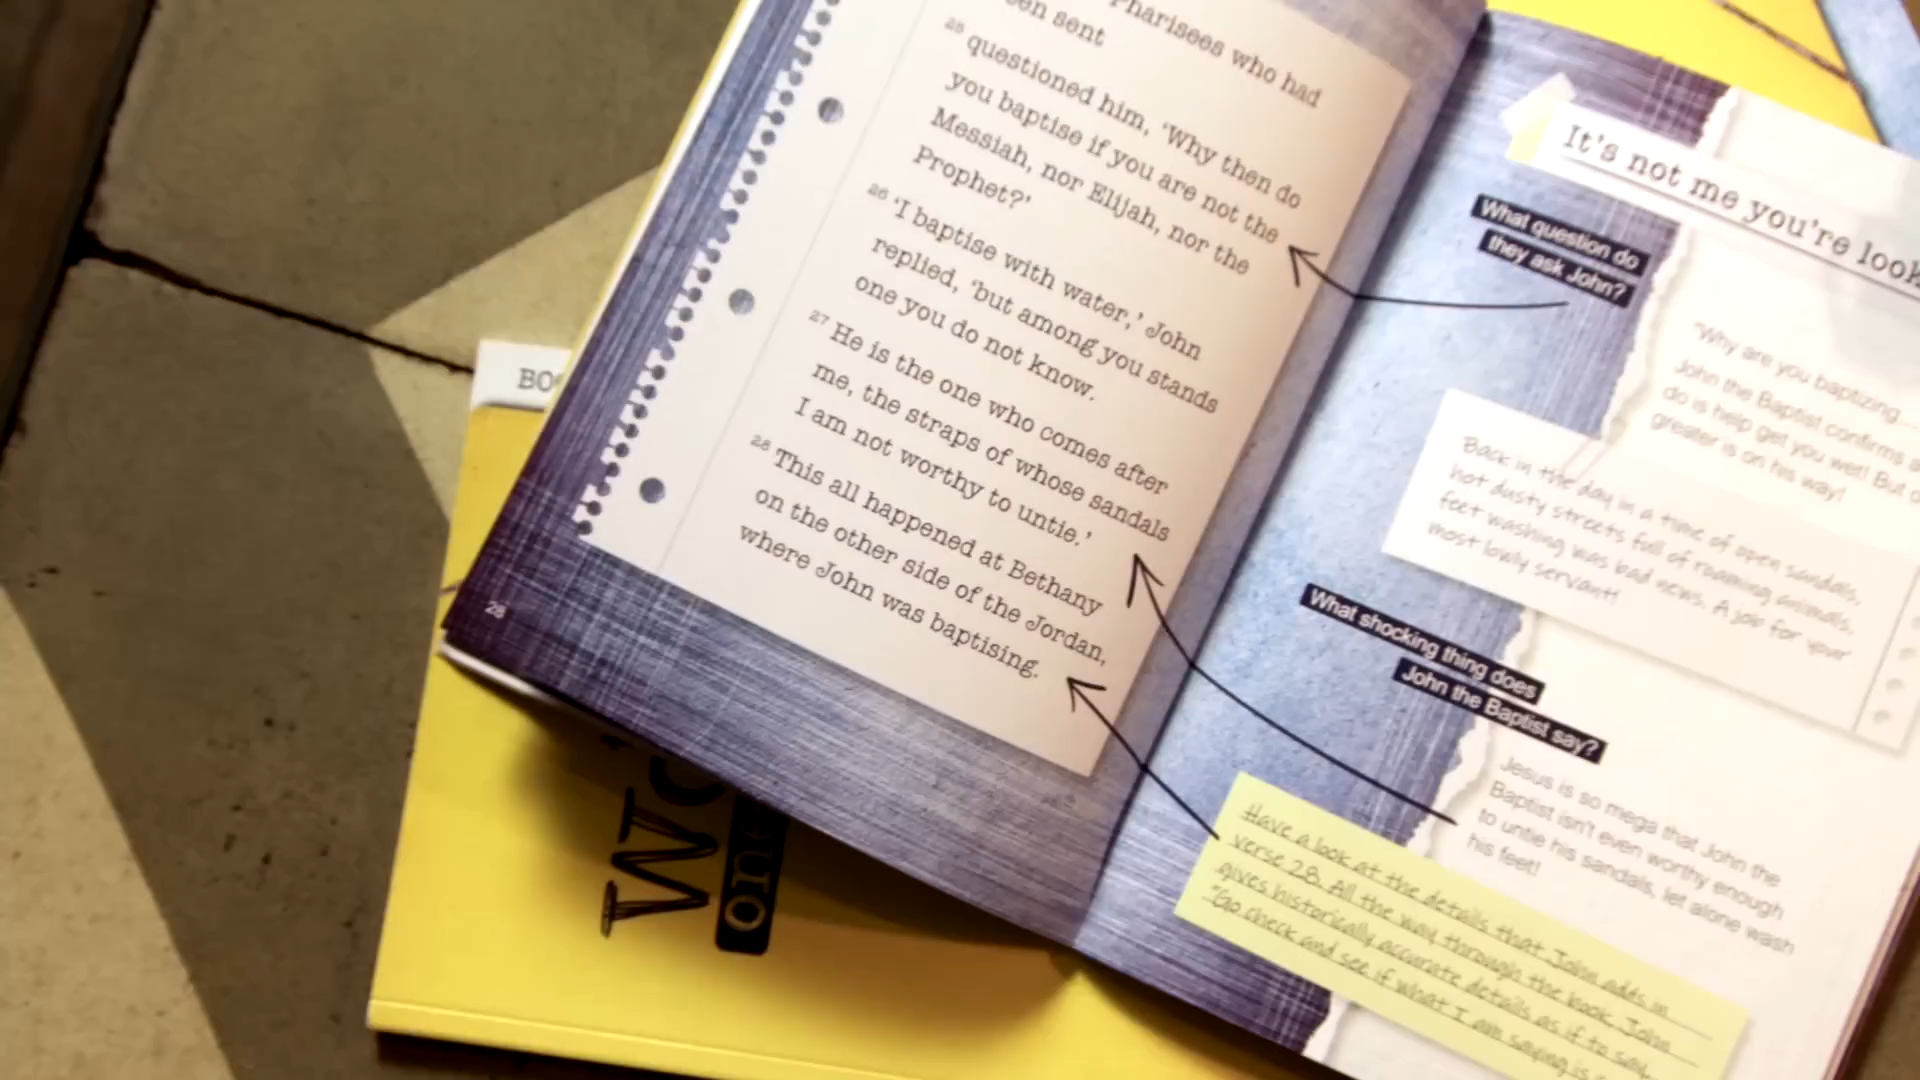 Pharisees who had
been sent
25 questioned him, ‘Why then do
you baptise if you are not the
Messiah, nor Elijah, nor the
Prophet?’
26 ‘I baptise with water,’ John
replied, ‘but among you stands
one you do not know.
27 He is the one who comes after
me, the straps of whose sandals
I am not worthy to untie.’
28 This all happened at Bethany
on the other side of the Jordan,
where John was baptising.
28
It's not me you're look
What question do
they ask John?
"Why are you baptizing...
John the Baptist confirms
do is help get you wet! But
greater is on his way!
Back in the day in a time of open sandals,
hot dusty streets full of roaming animals,
feet washing was bad news. A job for your
most lowly servant!
What shocking thing does
John the Baptist say?
Jesus is so mega that John the
Baptist isn't even worthy enough
to untie his sandals, let alone wash
his feet!
Have a look at the details that John adds in
verse 28. All the way through the book, John
gives historically accurate details as if to say,
"Go check and see if what I am saying is
BO
WO
one